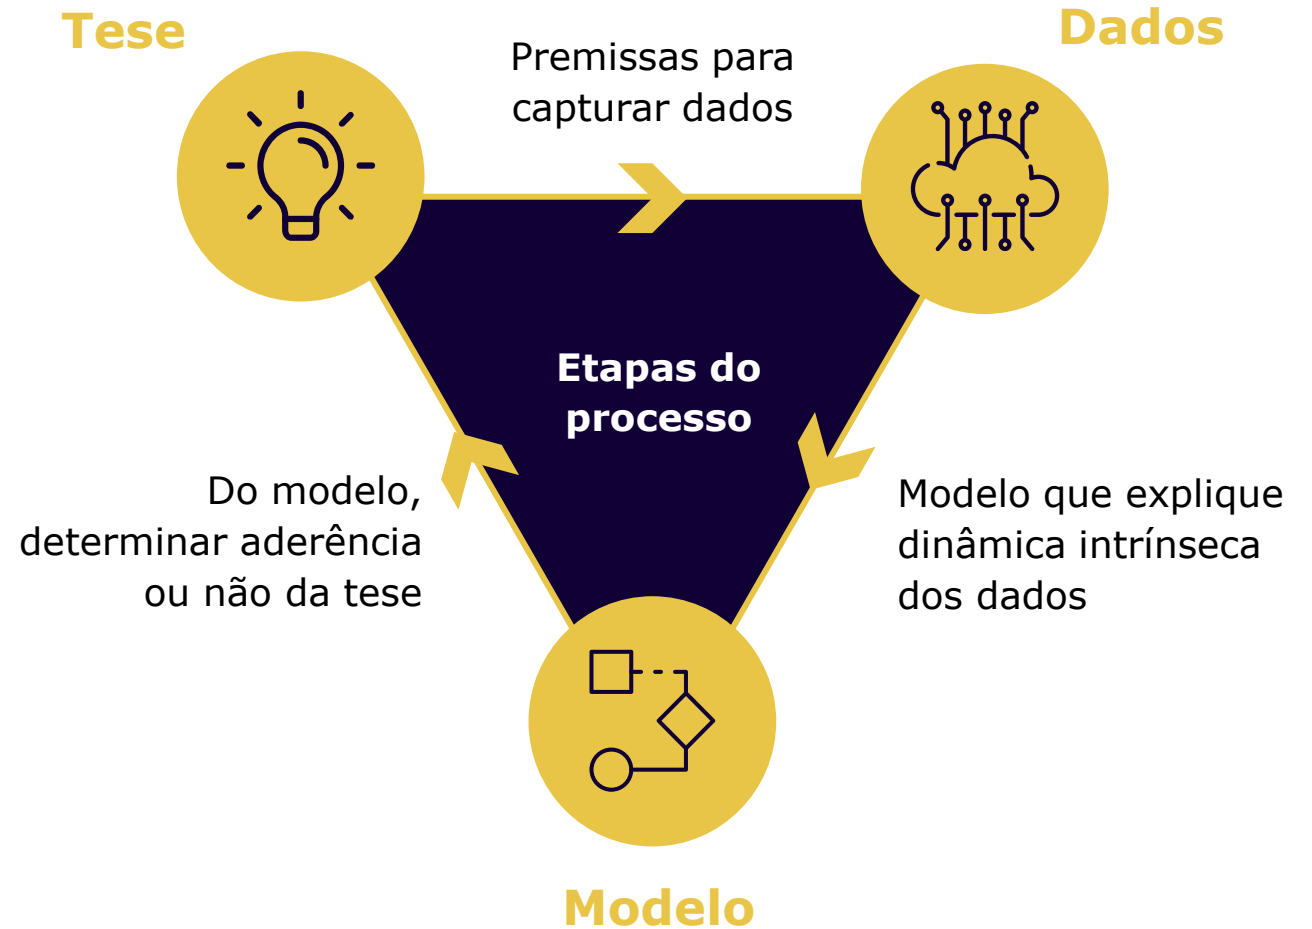 Tese
Dados
Premissas para
capturar dados
Etapas do
processo
Do modelo,
determinar aderência
ou não da tese
Modelo que explique
dinâmica intrínseca
dos dados
Modelo